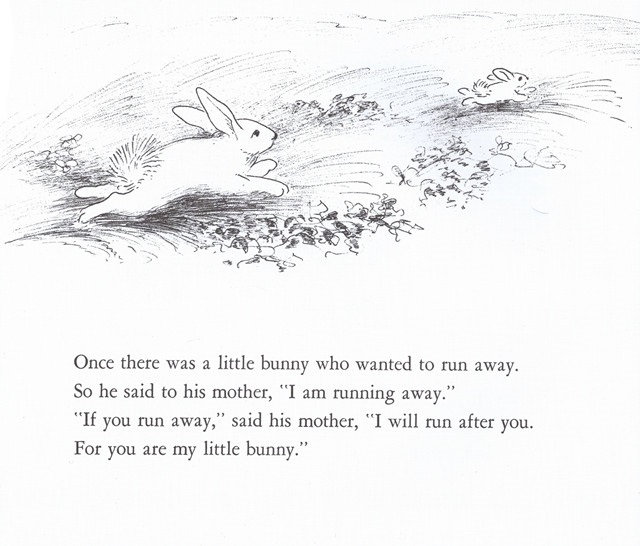 Once there was a little bunny who wanted to run away.
So he said to his mother, "I am running away."
"If you run away," said his mother, "I will run after you.
For you are my little bunny."